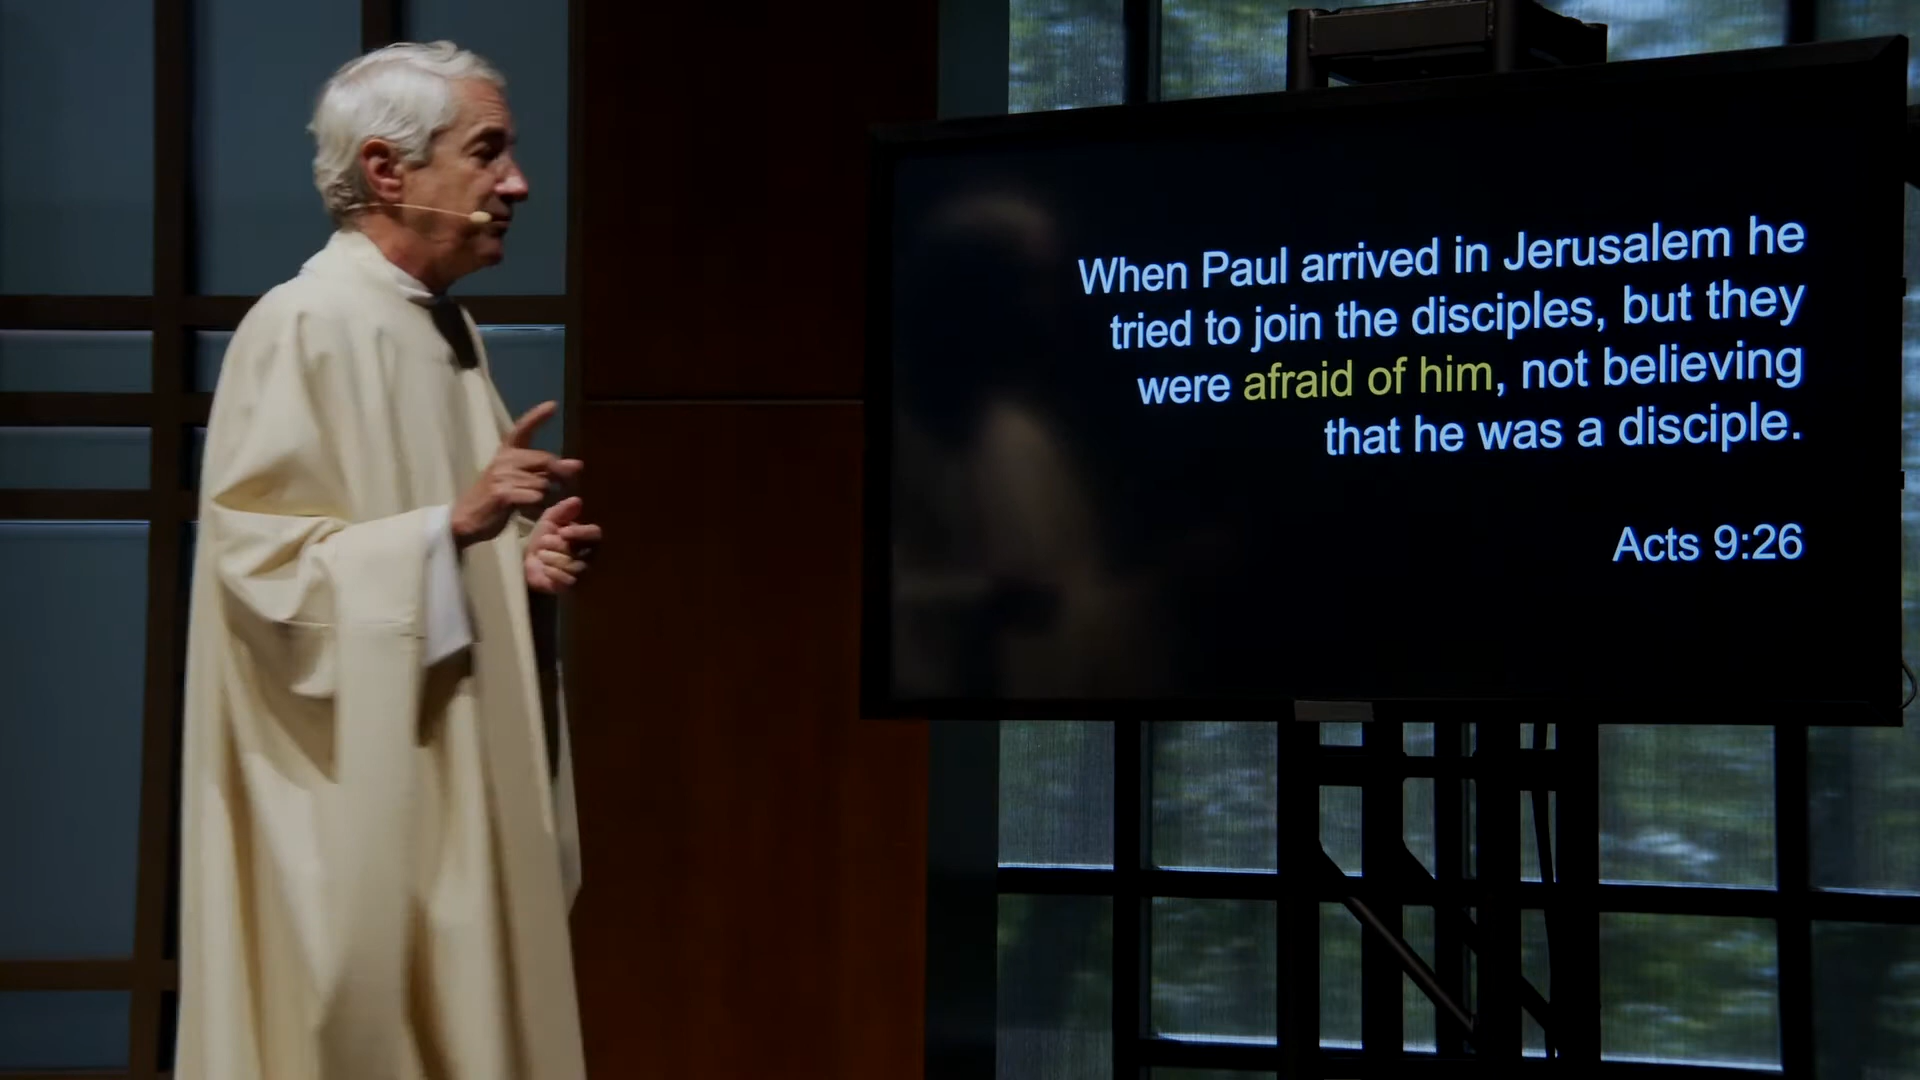 When Paul arrived in Jerusalem he
tried to join the disciples, but they
were afraid of him, not believing
that he was a disciple.
Acts 9:26